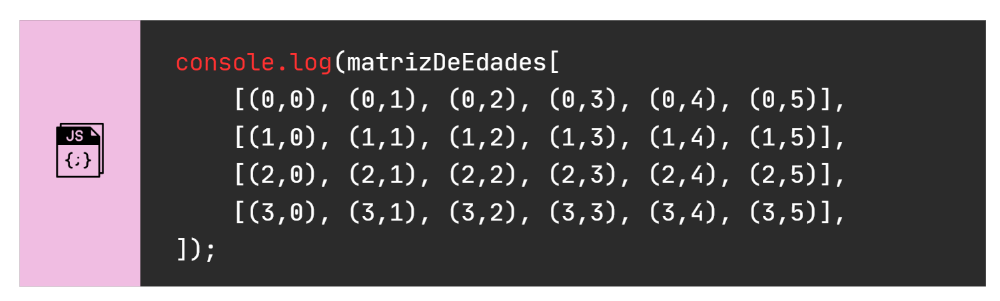 console.log(matrizDeEdades[
[(0,0), (0,1), (0,2), (0,3), (0,4), (0,5)],
[(1,0), (1,1), (1,2), (1,3), (1,4), (1,5)],
[(2,0), (2,1), (2,2), (2,3), (2,4), (2,5)],
[(3,0), (3,1), (3,2), (3,3), (3,4), (3,5)],
]);
JS
{;}